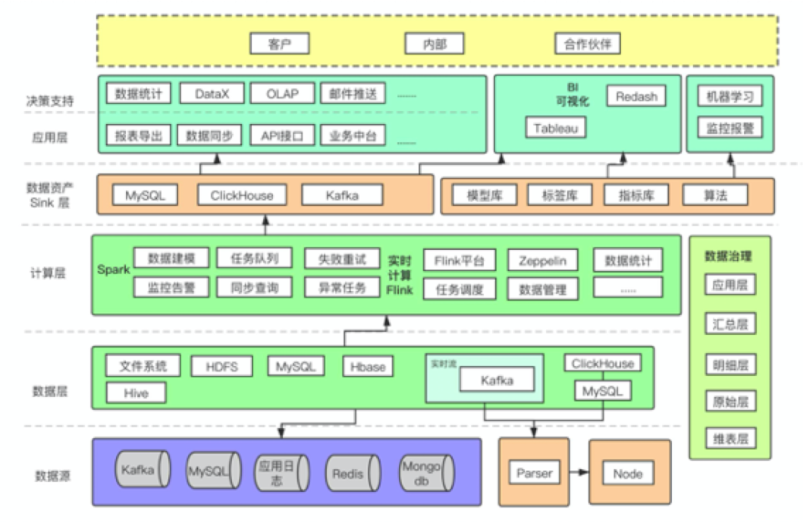 客户 内部 合作伙伴
决策支持
数据统计 DataX OLAP 邮件推送 ......
BI
可视化
Redash
机器学习
应用层
报表导出 数据同步 API接口 业务中台 ......
Tableau
监控报警
数据资产
Sink 层
MySQL ClickHouse Kafka
模型库 标签库 指标库 算法
计算层
Spark
数据建模 任务队列 失败重试
监控告警 同步查询 异常任务
实时
计算
Flink
Flink平台 Zeppelin 数据统计
任务调度 数据管理 ......
数据治理
应用层
汇总层
明细层
原始层
维表层
数据层
文件系统 HDFS MySQL Hbase
Hive
实时流
Kafka
ClickHouse
MySQL
数据源
Kafka MySQL 应用日
志 Redis Mongo
db
Parser Node